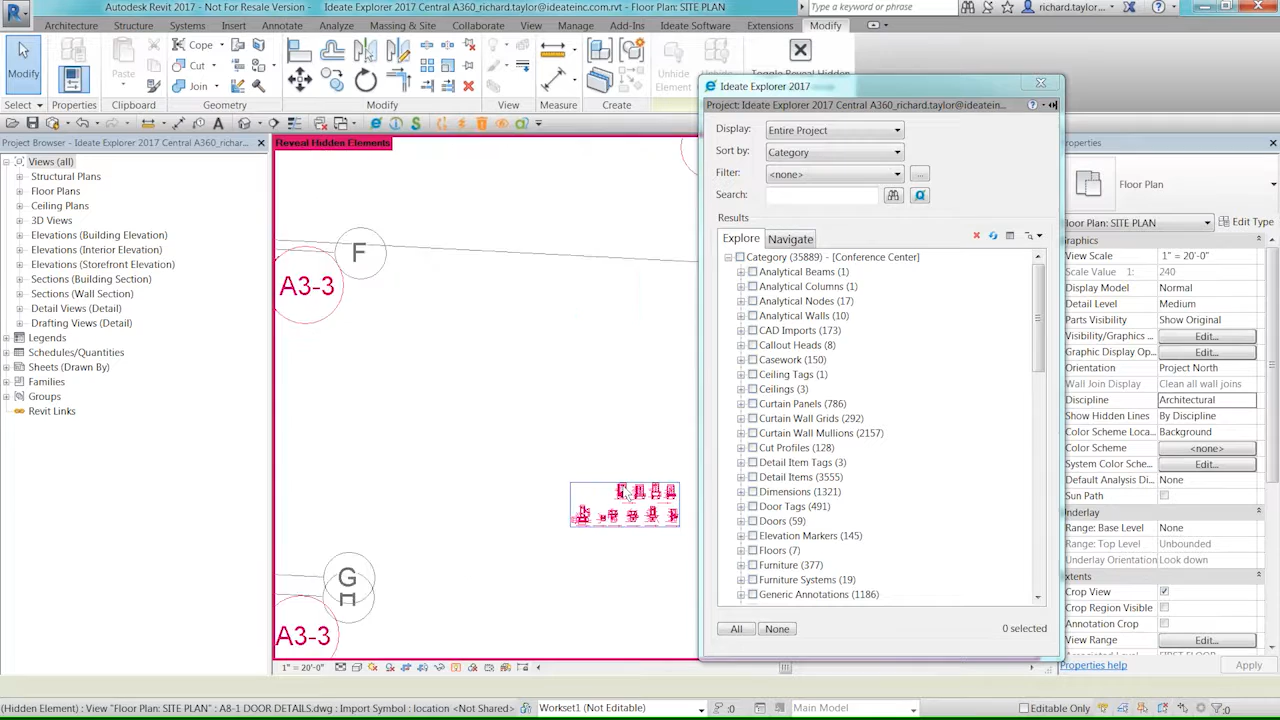 Autodesk Revit 2017 - Not For Resale Version - Ideate Explorer 2017 Central A360_richard.taylor@ideateinc.com.rvt - Floor Plan: SITE PLAN
Type a keyword or phrase
richard.taylor...
Architecture Structure Systems Insert Annotate Analyze Massing & Site Collaborate View Manage Add-Ins Ideate Software Extensions Modify
Modify
Paste
Cope
Cut
Join
Unhide Element
Unhide
Toggle Reveal Hidden
Select Properties Clipboard Geometry Modify View Measure Create
Project Browser - Ideate Explorer 2017 Central A360_richar...
Views (all)
Structural Plans
Floor Plans
Ceiling Plans
3D Views
Elevations (Building Elevation)
Elevations (Interior Elevation)
Elevations (Storefront Elevation)
Sections (Building Section)
Sections (Wall Section)
Detail Views (Detail)
Drafting Views (Detail)
Legends
Schedules/Quantities
Sheets (Drawn By)
Families
Groups
Revit Links
Reveal Hidden Elements
F
A3-3
G
A3-3
1" = 20'-0"
Ideate Explorer 2017
Project: Ideate Explorer 2017 Central A360_richard.taylor@ideatein...
Display: Entire Project
Sort by: Category
Filter: <none> ...
Search:
Results
Explore Navigate
Category (35889) - [Conference Center]
Analytical Beams (1)
Analytical Columns (1)
Analytical Nodes (17)
Analytical Walls (10)
CAD Imports (173)
Callout Heads (8)
Casework (150)
Ceiling Tags (1)
Ceilings (3)
Curtain Panels (786)
Curtain Wall Grids (292)
Curtain Wall Mullions (2157)
Cut Profiles (128)
Detail Item Tags (3)
Detail Items (3555)
Dimensions (1321)
Door Tags (491)
Doors (59)
Elevation Markers (145)
Floors (7)
Furniture (377)
Furniture Systems (19)
Generic Annotations (1186)
All None 0 selected
Properties
Floor Plan
Floor Plan: SITE PLAN Edit Type
Graphics
View Scale 1" = 20'-0"
Scale Value 1: 240
Display Model Normal
Detail Level Medium
Parts Visibility Show Original
Visibility/Graphics ... Edit...
Graphic Display Op... Edit...
Orientation Project North
Wall Join Display Clean all wall joins
Discipline Architectural
Show Hidden Lines By Discipline
Color Scheme Loca... Background
Color Scheme <none>
System Color Sche... Edit...
Default Analysis Di... None
Sun Path
Underlay
Range: Base Level None
Range: Top Level Unbounded
Underlay Orientation Look down
Extents
Crop View
Crop Region Visible
Annotation Crop
View Range Edit...
Properties help Apply
(Hidden Element) : View "Floor Plan: SITE PLAN" : A8-1 DOOR DETAILS.dwg : Import Symbol : location <Not Shared>
Workset1 (Not Editable)
:0
Main Model
Editable Only
:0